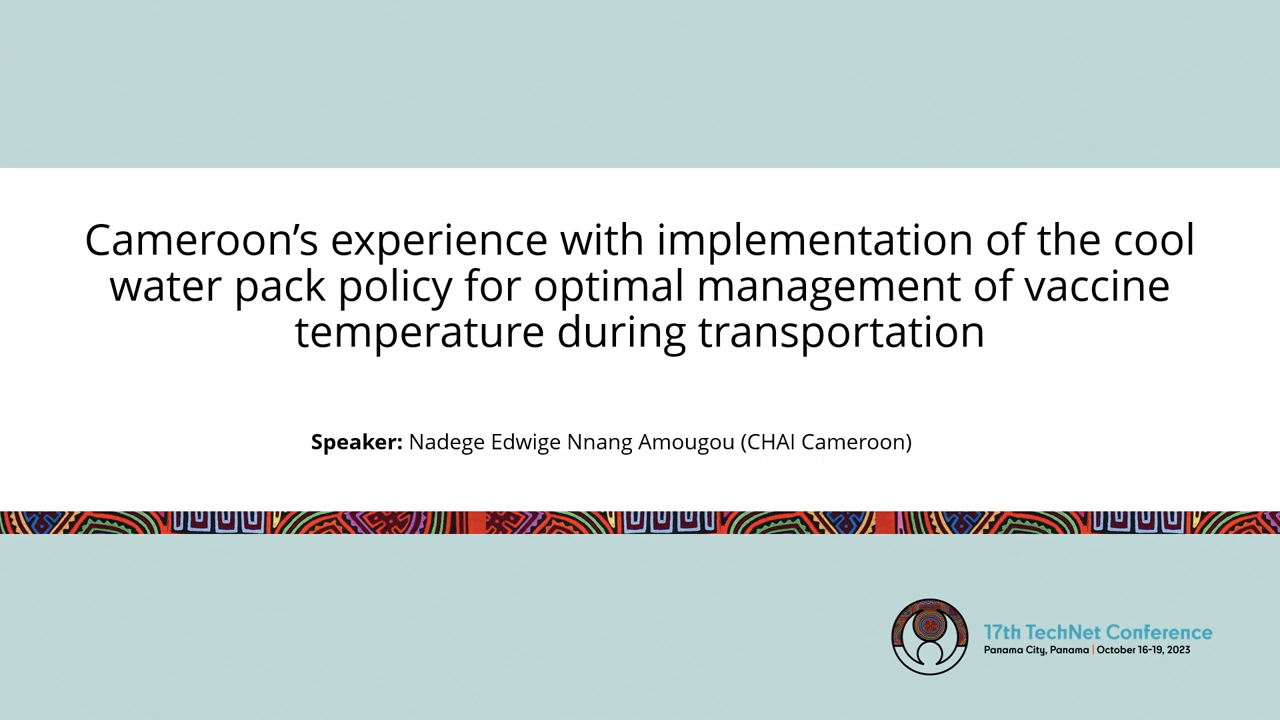 Cameroon’s experience with implementation of the cool
water pack policy for optimal management of vaccine
temperature during transportation
Speaker: Nadege Edwige Nnang Amougou (CHAI Cameroon)
17th TechNet Conference
Panama City, Panama | October 16-19, 2023